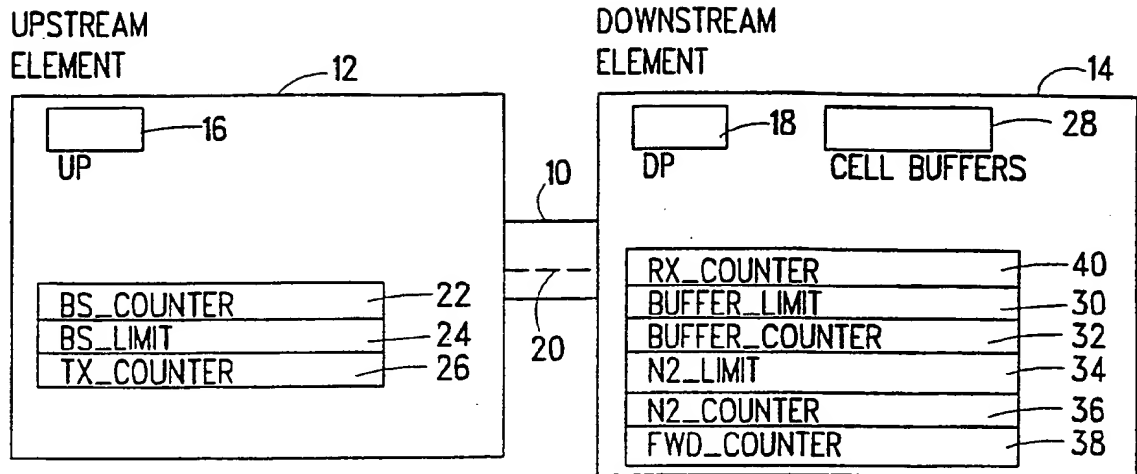 UPSTREAM
ELEMENT
12
16
UP
BS_COUNTER 22
BS_LIMIT 24
TX_COUNTER 26
10
20
DOWNSTREAM
ELEMENT
14
18
DP
28
CELL BUFFERS
RX_COUNTER 40
BUFFER_LIMIT 30
BUFFER_COUNTER 32
N2_LIMIT 34
N2_COUNTER 36
FWD_COUNTER 38